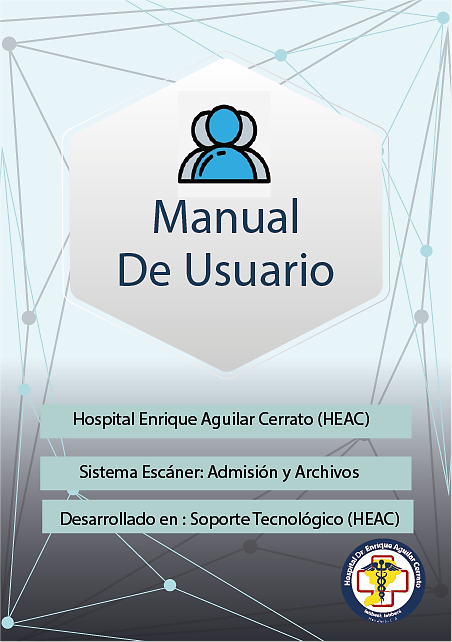 Manual
De Usuario
Hospital Enrique Aguilar Cerrato (HEAC)
Sistema Escáner: Admisión y Archivos
Desarrollado en : Soporte Tecnológico (HEAC)
Hospital Dr. Enrique Aguilar Cerrato